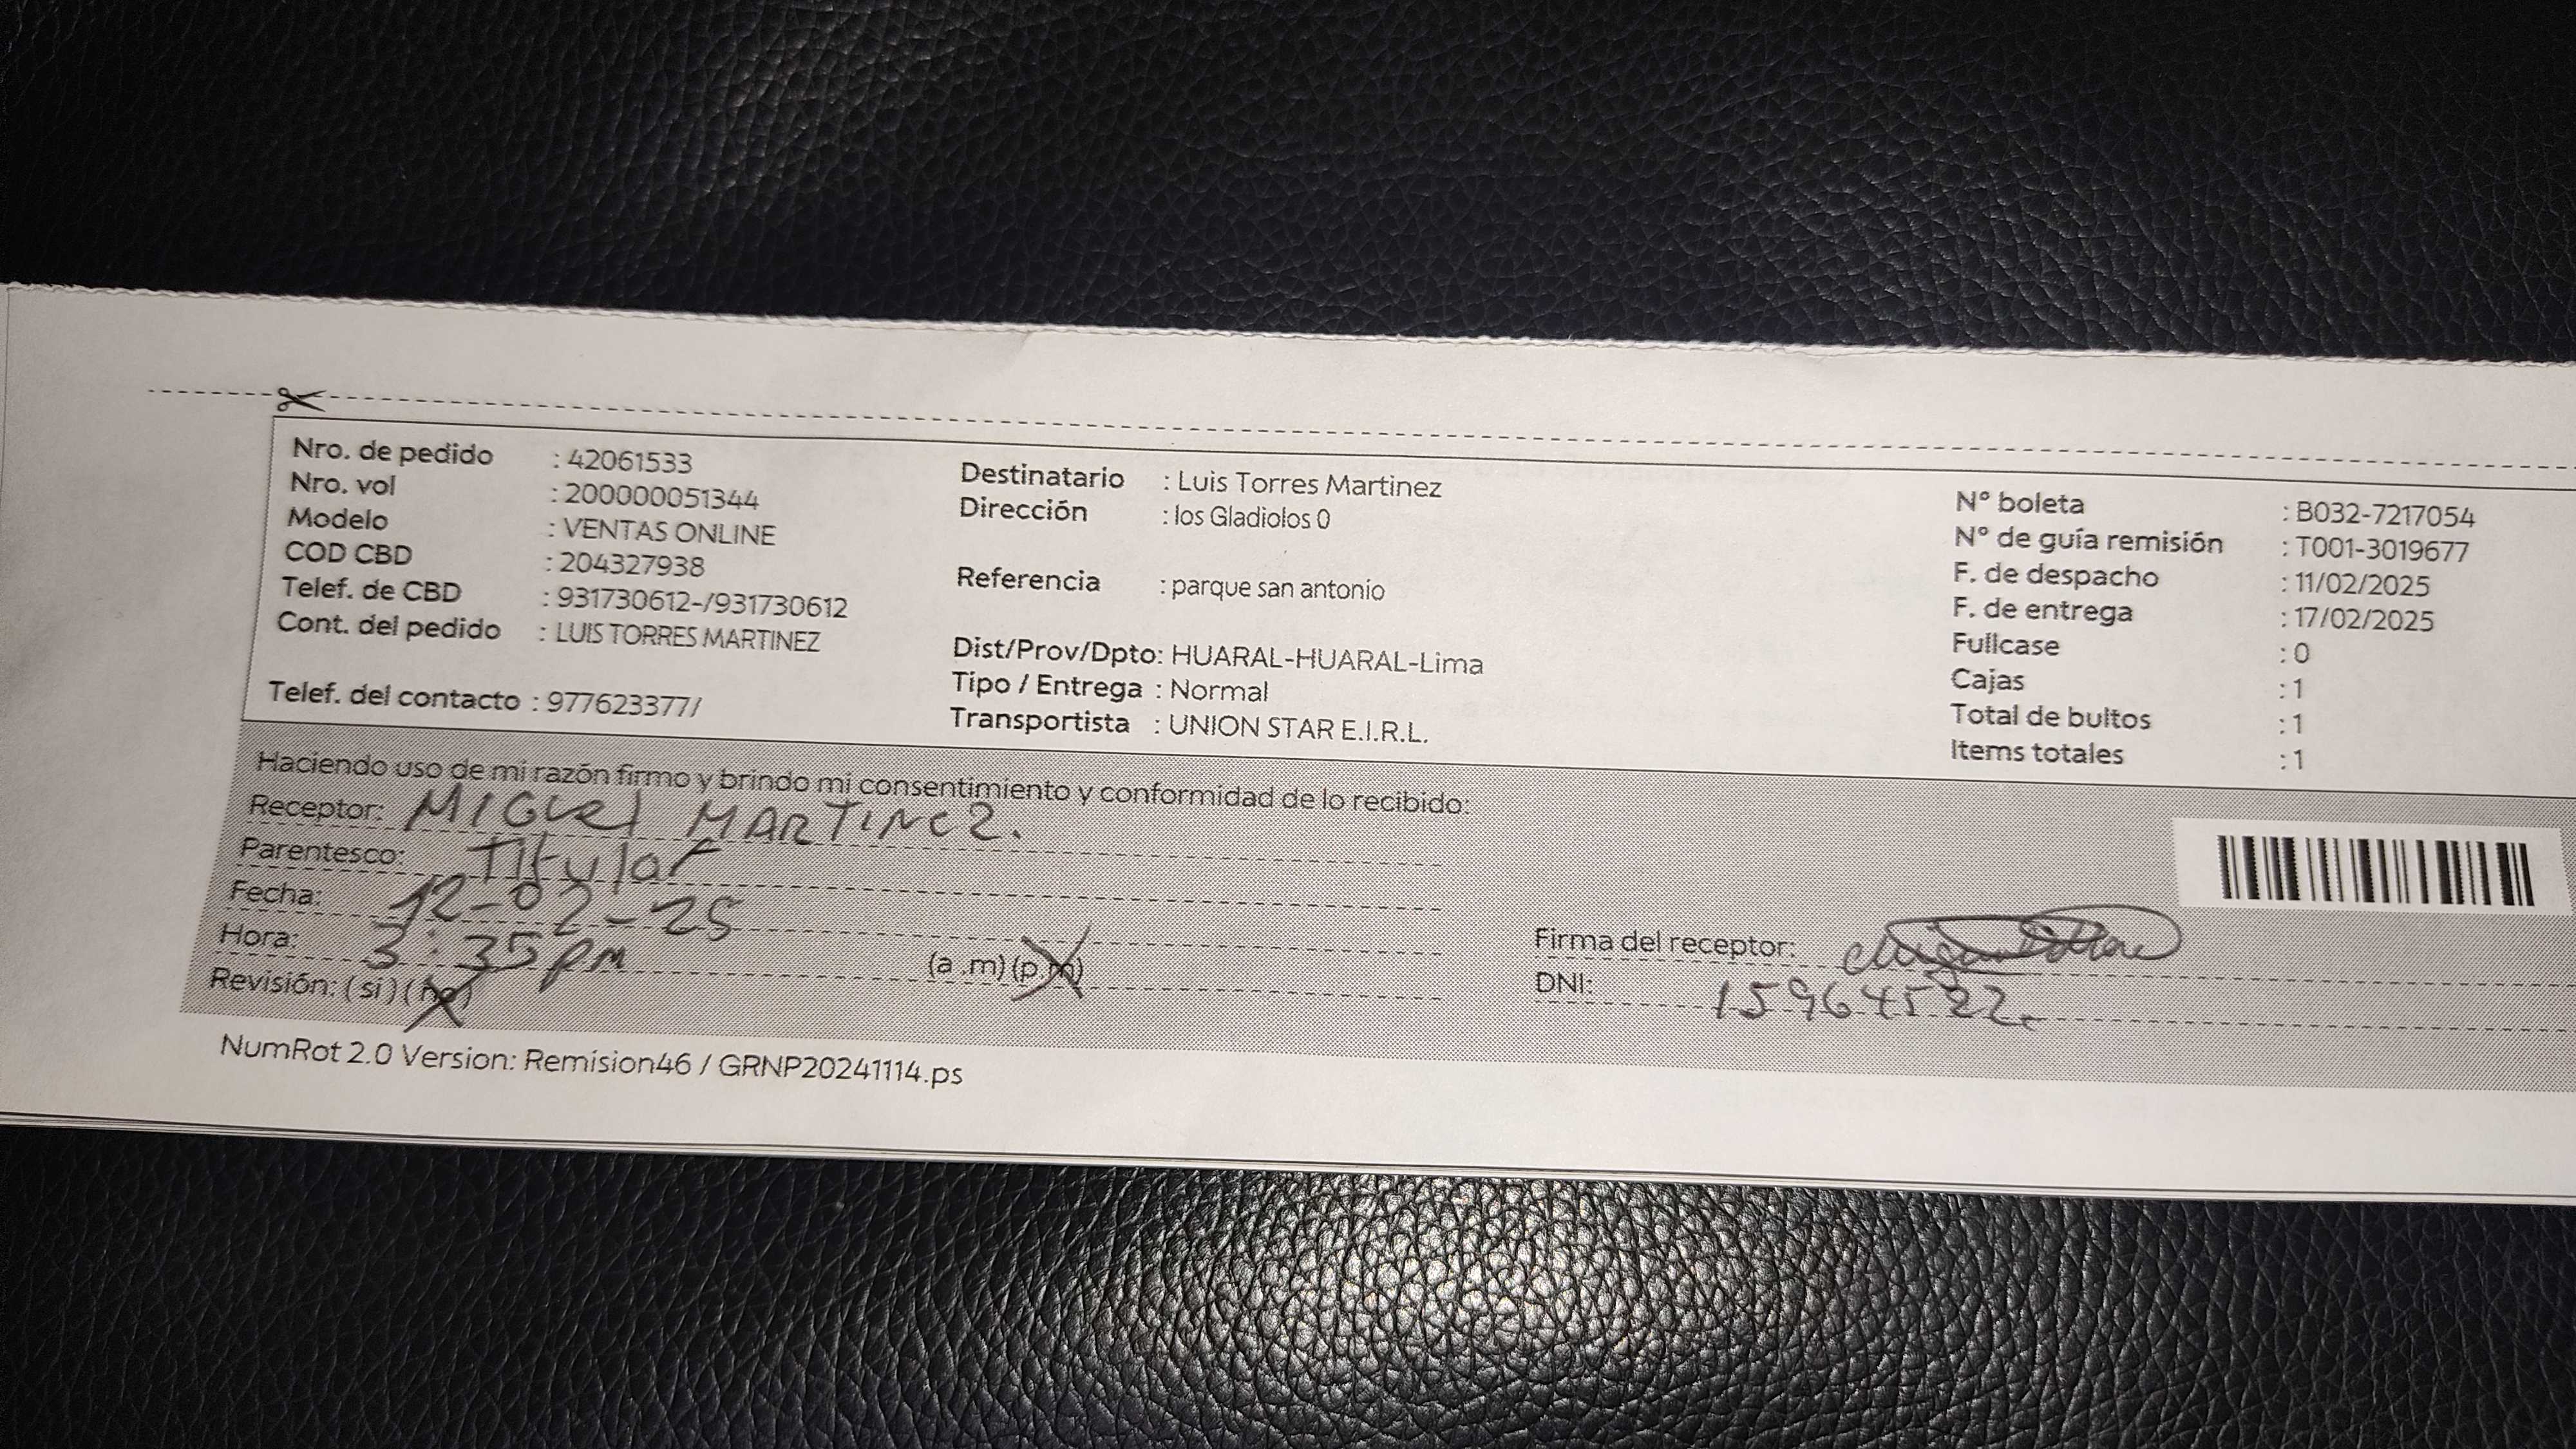 Nro. de pedido : 42061533
Nro. vol : 200000051344
Modelo : VENTAS ONLINE
COD CBD : 204327938
Telef. de CBD : 931730612-/931730612
Cont. del pedido : LUIS TORRES MARTINEZ
Telef. del contacto : 977623377/
Destinatario : Luis Torres Martinez
Dirección : los Gladiolos 0
Referencia : parque san antonio
Dist/Prov/Dpto: HUARAL-HUARAL-Lima
Tipo / Entrega : Normal
Transportista : UNION STAR E.I.R.L.
N° boleta : B032-7217054
N° de guía remisión : T001-3019677
F. de despacho : 11/02/2025
F. de entrega : 17/02/2025
Fullcase : 0
Cajas : 1
Total de bultos : 1
Items totales : 1
Haciendo uso de mi razón firmo y brindo mi consentimiento y conformidad de lo recibido:
Receptor: MIGUEl MARTINEZ.
Parentesco: Titular
Fecha: 12-02-25
Hora: 3:35 pm (a .m) (p.m)
Revisión: ( si ) ( no )
Firma del receptor:
DNI: 15964522.
NumRot 2.0 Version: Remision46 / GRNP20241114.ps